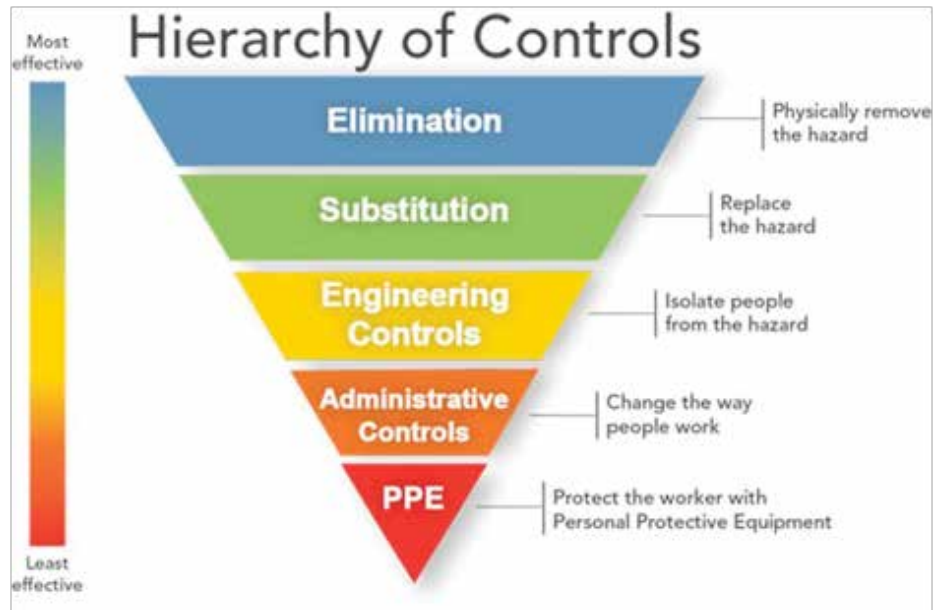 Hierarchy of Controls
Most
effective
Elimination
Physically remove
the hazard
Substitution
Replace
the hazard
Engineering
Controls
Isolate people
from the hazard
Administrative
Controls
Change the way
people work
PPE
Protect the worker with
Personal Protective Equipment
Least
effective